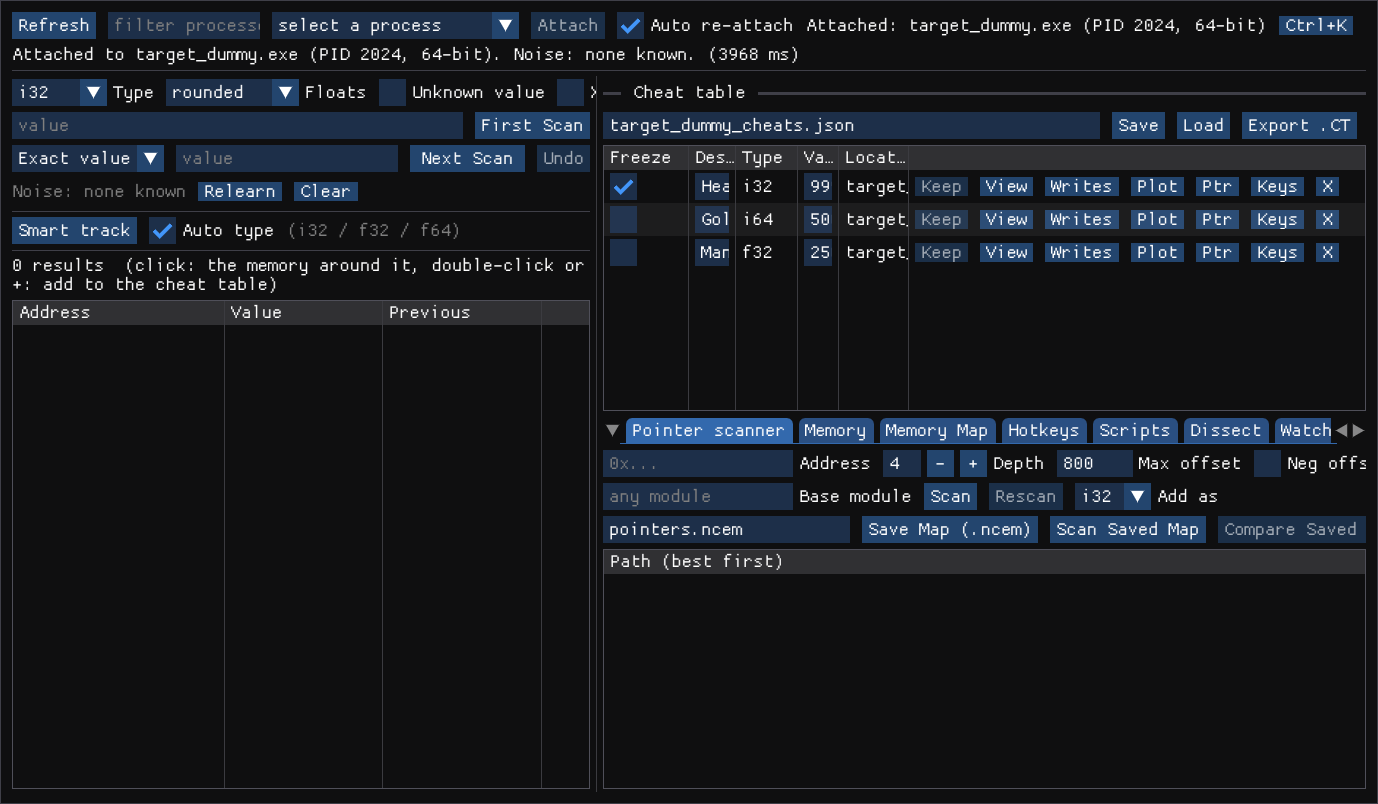 Refresh filter process select a process Attach Auto re-attach Attached: target_dummy.exe (PID 2024, 64-bit) Ctrl+K
Attached to target_dummy.exe (PID 2024, 64-bit). Noise: none known. (3968 ms)
i32 Type rounded Floats Unknown value
value First Scan
Exact value value Next Scan Undo
Noise: none known Relearn Clear
Smart track Auto type (i32 / f32 / f64)
0 results (click: the memory around it, double-click or
+: add to the cheat table)
Address Value Previous
Cheat table
target_dummy_cheats.json Save Load Export .CT
Freeze Des… Type Va… Locat…
Hea i32 99 target_ Keep View Writes Plot Ptr Keys X
Gol i64 50 target_ Keep View Writes Plot Ptr Keys X
Man f32 25 target_ Keep View Writes Plot Ptr Keys X
Pointer scanner Memory Memory Map Hotkeys Scripts Dissect Watch
0x... Address 4 - + Depth 800 Max offset Neg offs
any module Base module Scan Rescan i32 Add as
pointers.ncem Save Map (.ncem) Scan Saved Map Compare Saved
Path (best first)